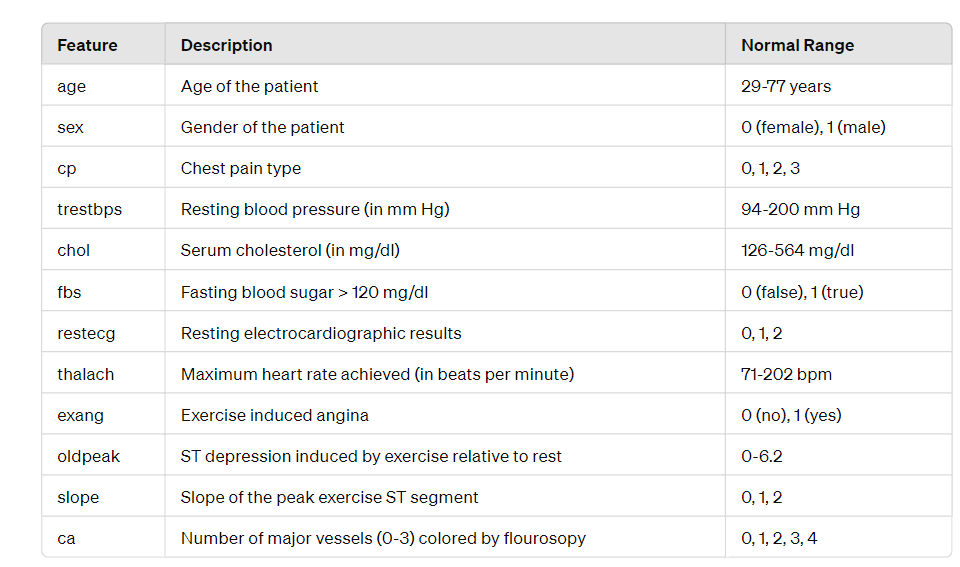 Feature Description Normal Range
age Age of the patient 29-77 years
sex Gender of the patient 0 (female), 1 (male)
cp Chest pain type 0, 1, 2, 3
trestbps Resting blood pressure (in mm Hg) 94-200 mm Hg
chol Serum cholesterol (in mg/dl) 126-564 mg/dl
fbs Fasting blood sugar > 120 mg/dl 0 (false), 1 (true)
restecg Resting electrocardiographic results 0, 1, 2
thalach Maximum heart rate achieved (in beats per minute) 71-202 bpm
exang Exercise induced angina 0 (no), 1 (yes)
oldpeak ST depression induced by exercise relative to rest 0-6.2
slope Slope of the peak exercise ST segment 0, 1, 2
ca Number of major vessels (0-3) colored by flourosopy 0, 1, 2, 3, 4